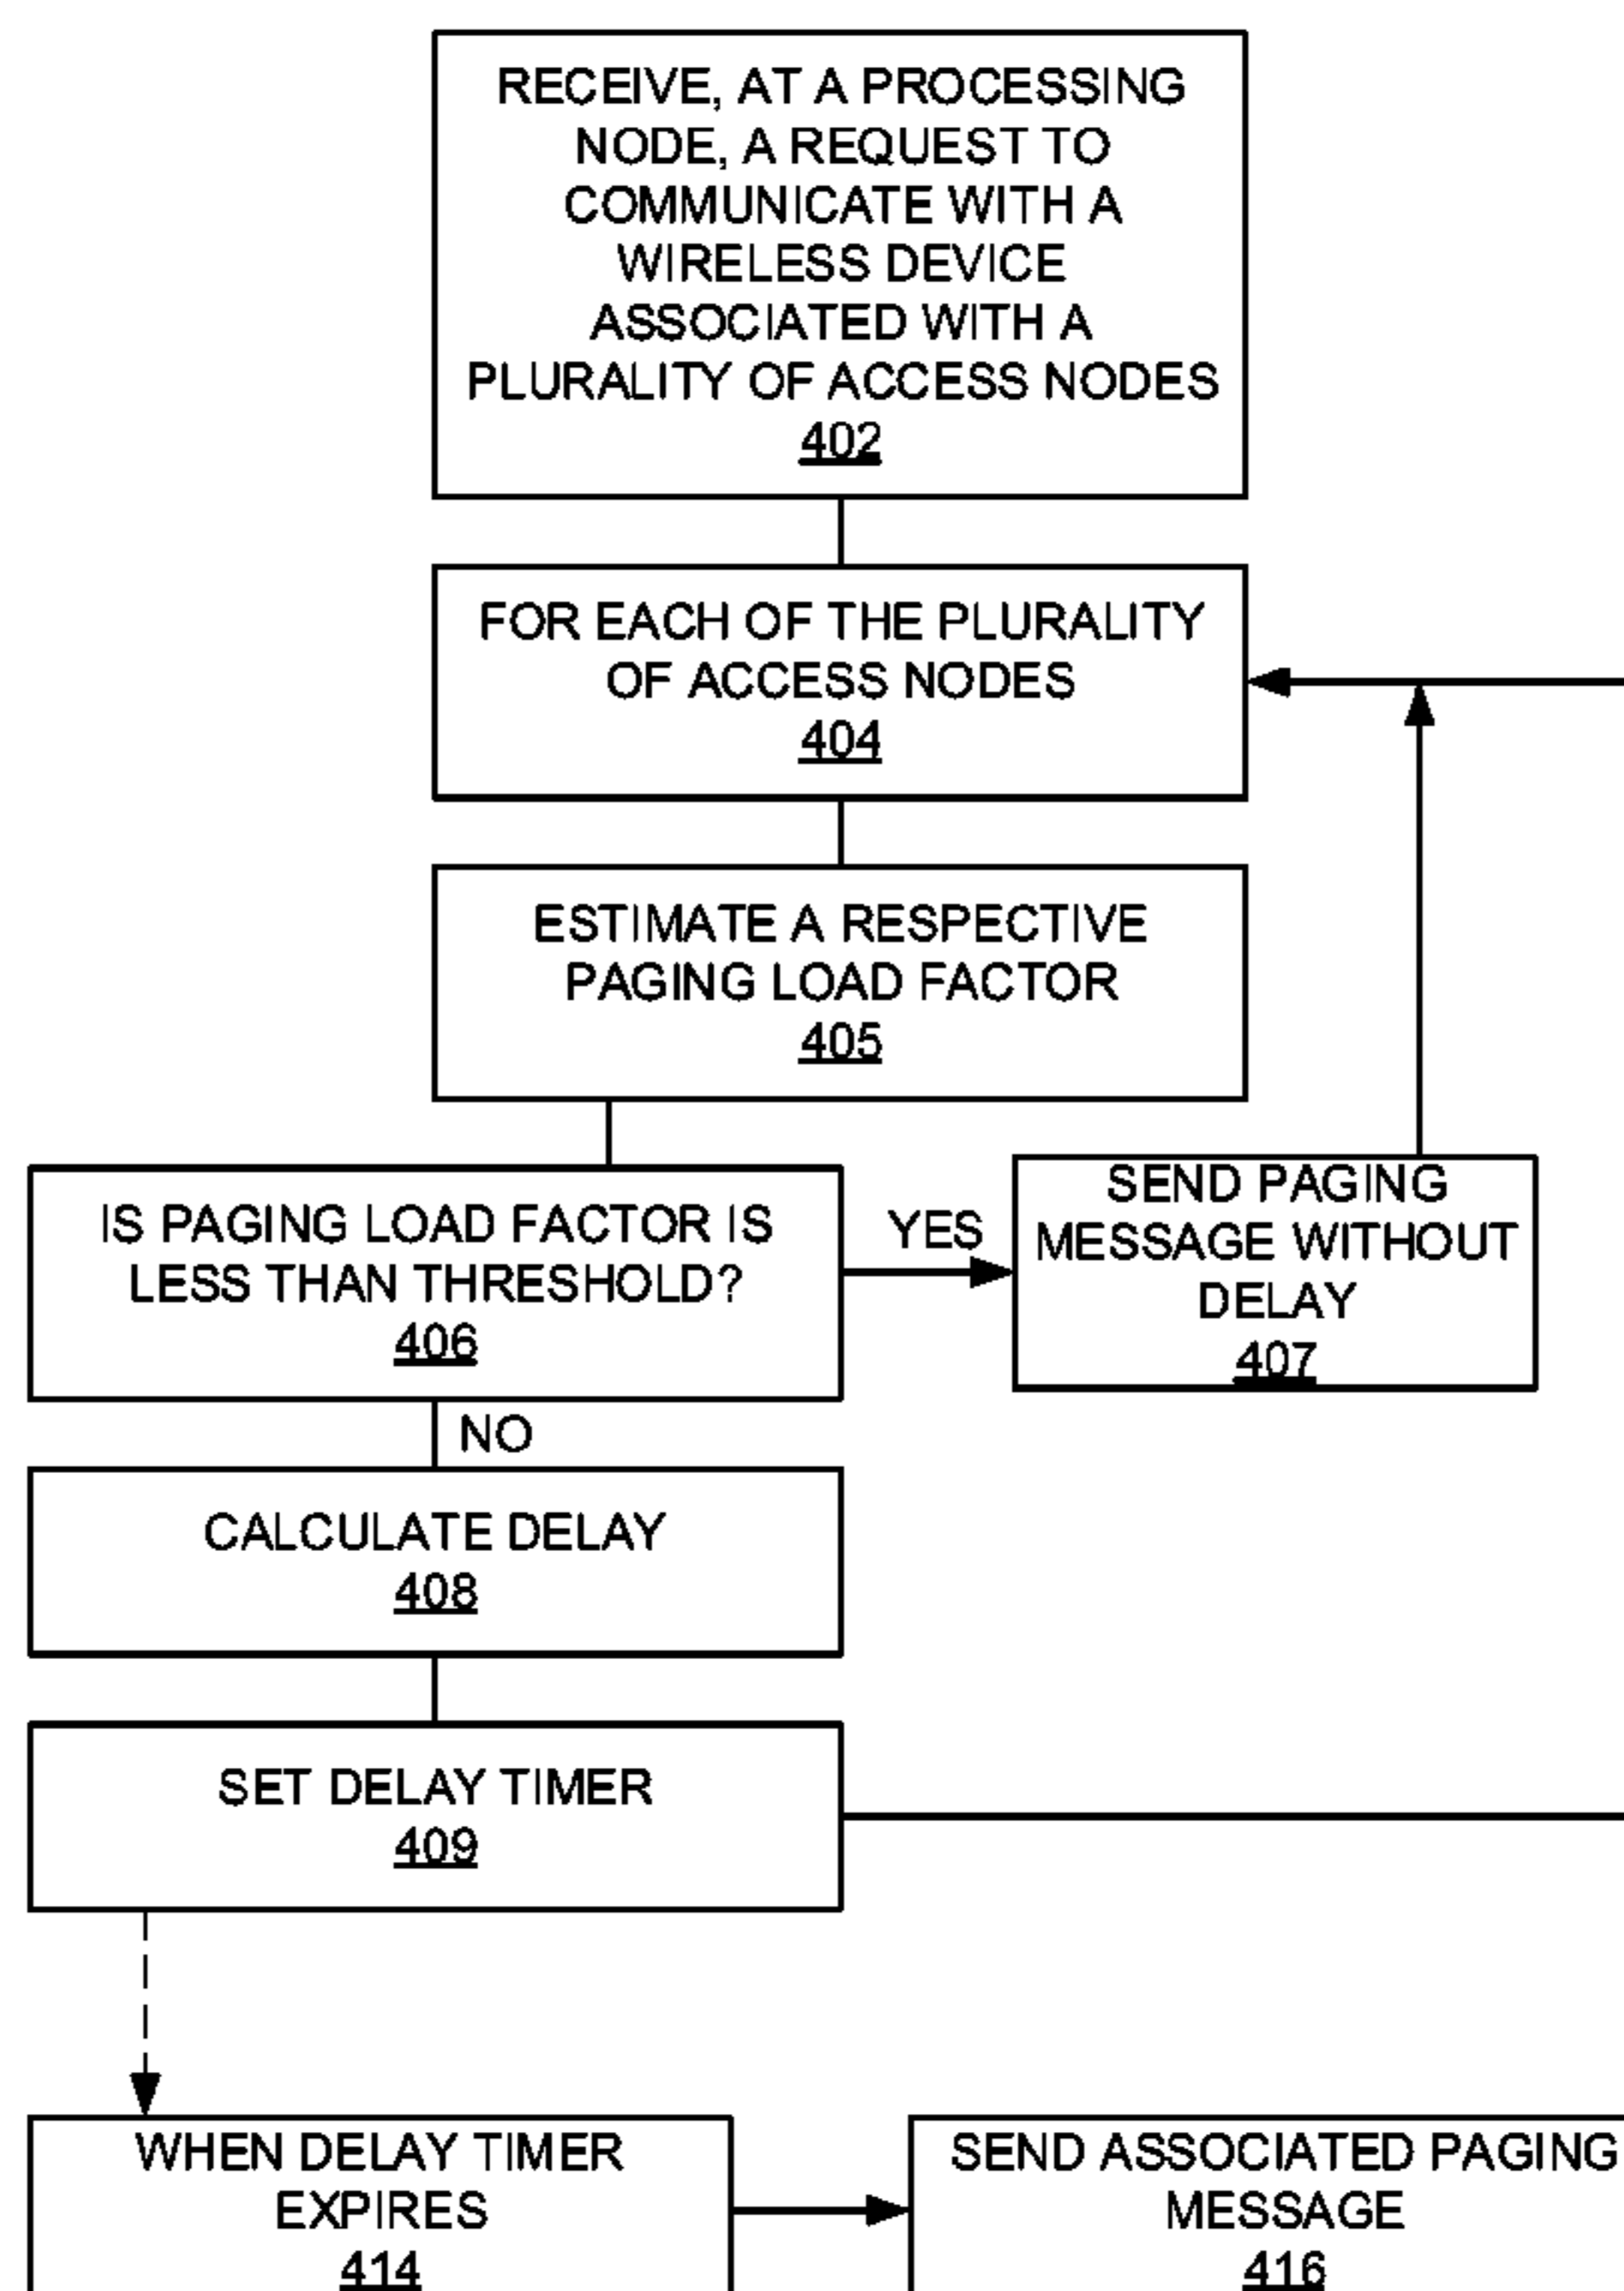 RECEIVE, AT A PROCESSING
NODE, A REQUEST TO
COMMUNICATE WITH A
WIRELESS DEVICE
ASSOCIATED WITH A
PLURALITY OF ACCESS NODES
402
FOR EACH OF THE PLURALITY
OF ACCESS NODES
404
ESTIMATE A RESPECTIVE
PAGING LOAD FACTOR
405
IS PAGING LOAD FACTOR IS
LESS THAN THRESHOLD?
406
YES
SEND PAGING
MESSAGE WITHOUT
DELAY
407
NO
CALCULATE DELAY
408
SET DELAY TIMER
409
WHEN DELAY TIMER
EXPIRES
414
SEND ASSOCIATED PAGING
MESSAGE
416